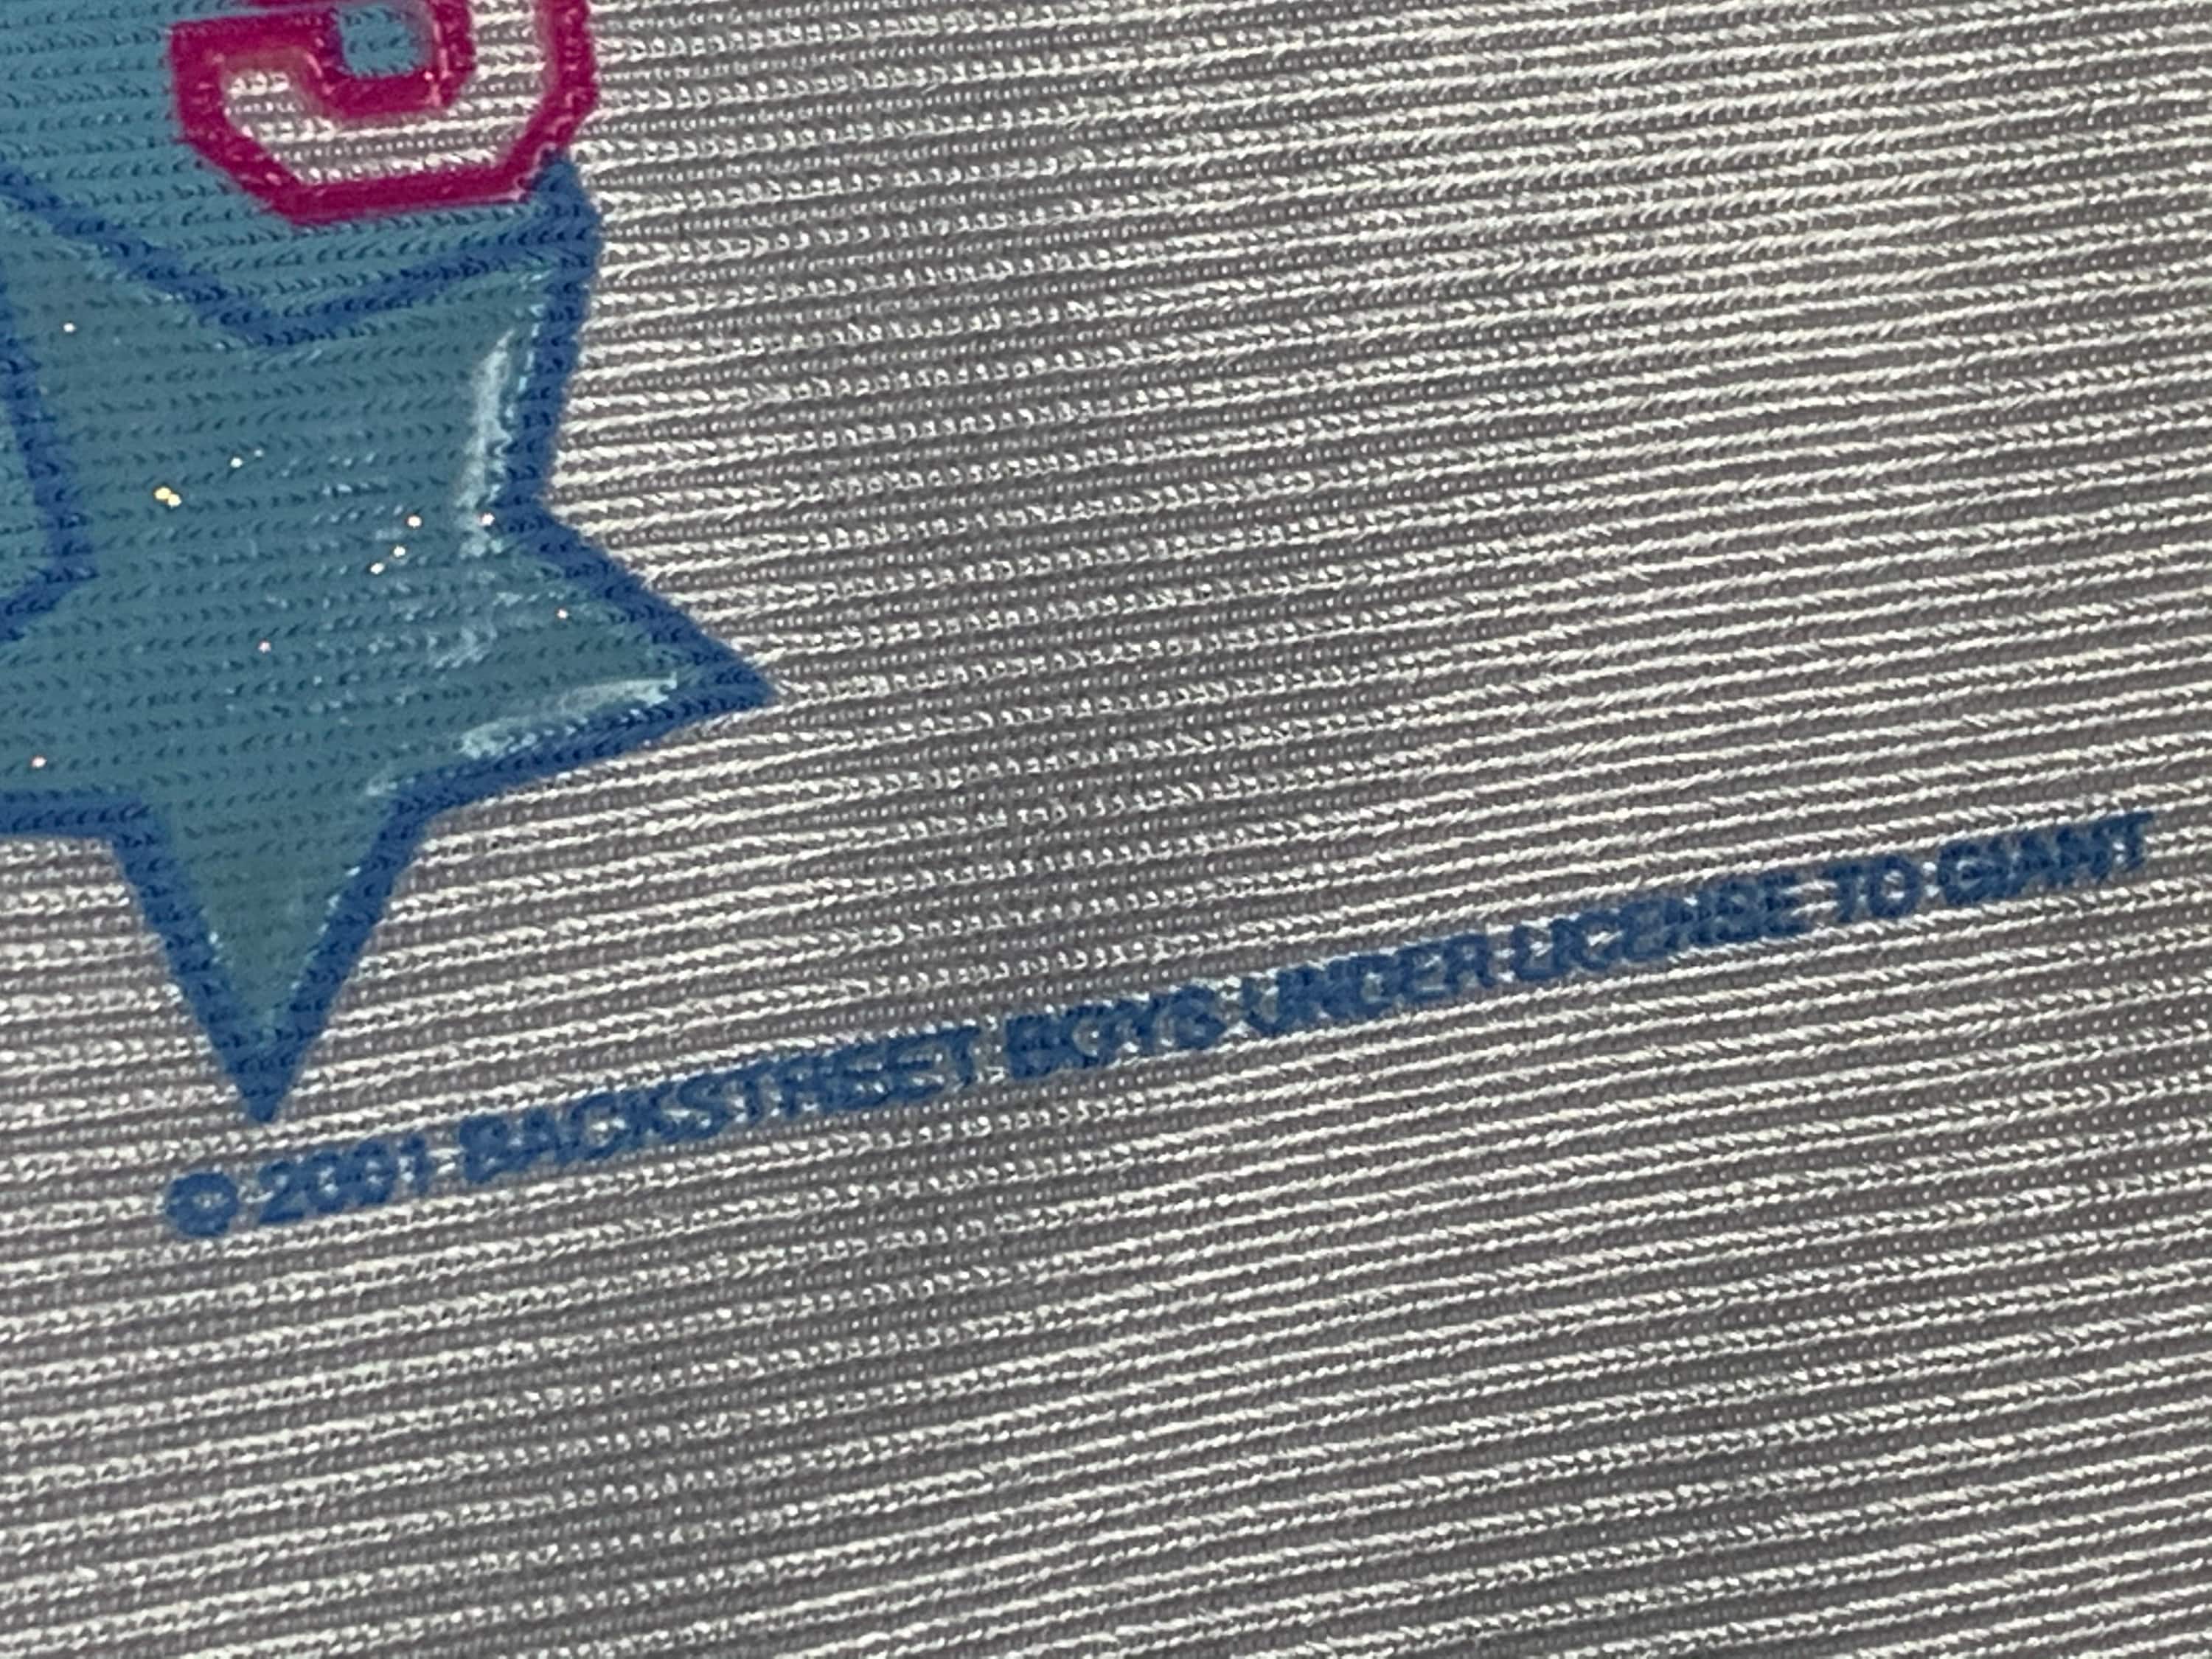 S
© 2001 BACKSTREET BOYS UNDER LICENSE TO GIANT